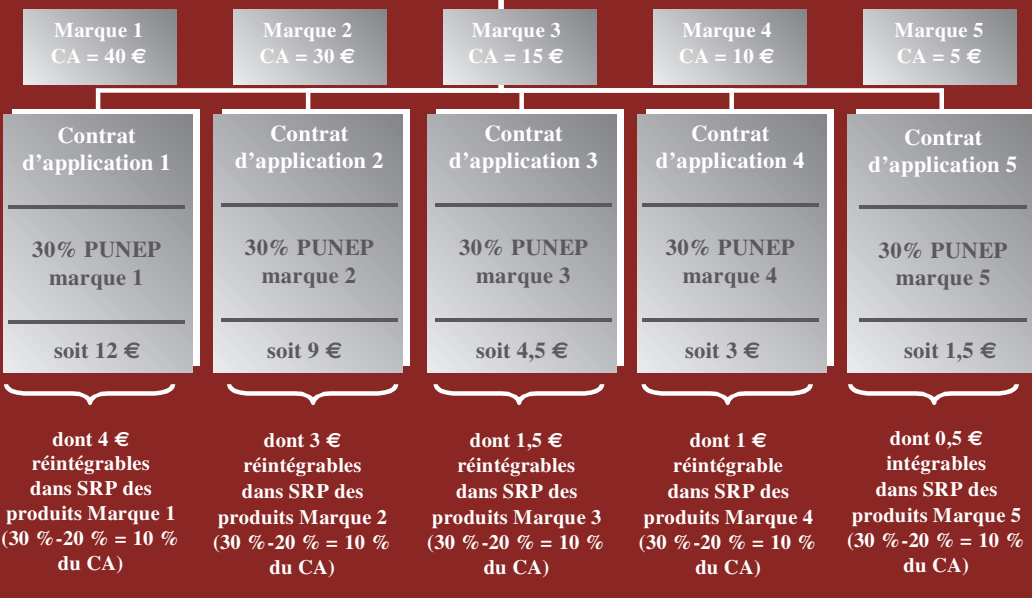 Marque 1
CA = 40 €
Marque 2
CA = 30 €
Marque 3
CA = 15 €
Marque 4
CA = 10 €
Marque 5
CA = 5 €
Contrat
d’application 1
30% PUNEP
marque 1
soit 12 €
Contrat
d’application 2
30% PUNEP
marque 2
soit 9 €
Contrat
d’application 3
30% PUNEP
marque 3
soit 4,5 €
Contrat
d’application 4
30% PUNEP
marque 4
soit 3 €
Contrat
d’application 5
30% PUNEP
marque 5
soit 1,5 €
dont 4 €
réintégrables
dans SRP des
produits Marque 1
(30 %-20 % = 10 %
du CA)
dont 3 €
réintégrables
dans SRP des
produits Marque 2
(30 %-20 % = 10 %
du CA)
dont 1,5 €
réintégrables
dans SRP des
produits Marque 3
(30 %-20 % = 10 %
du CA)
dont 1 €
réintégrable
dans SRP des
produits Marque 4
(30 %-20 % = 10 %
du CA)
dont 0,5 €
intégrables
dans SRP des
produits Marque 5
(30 %-20 % = 10 %
du CA)